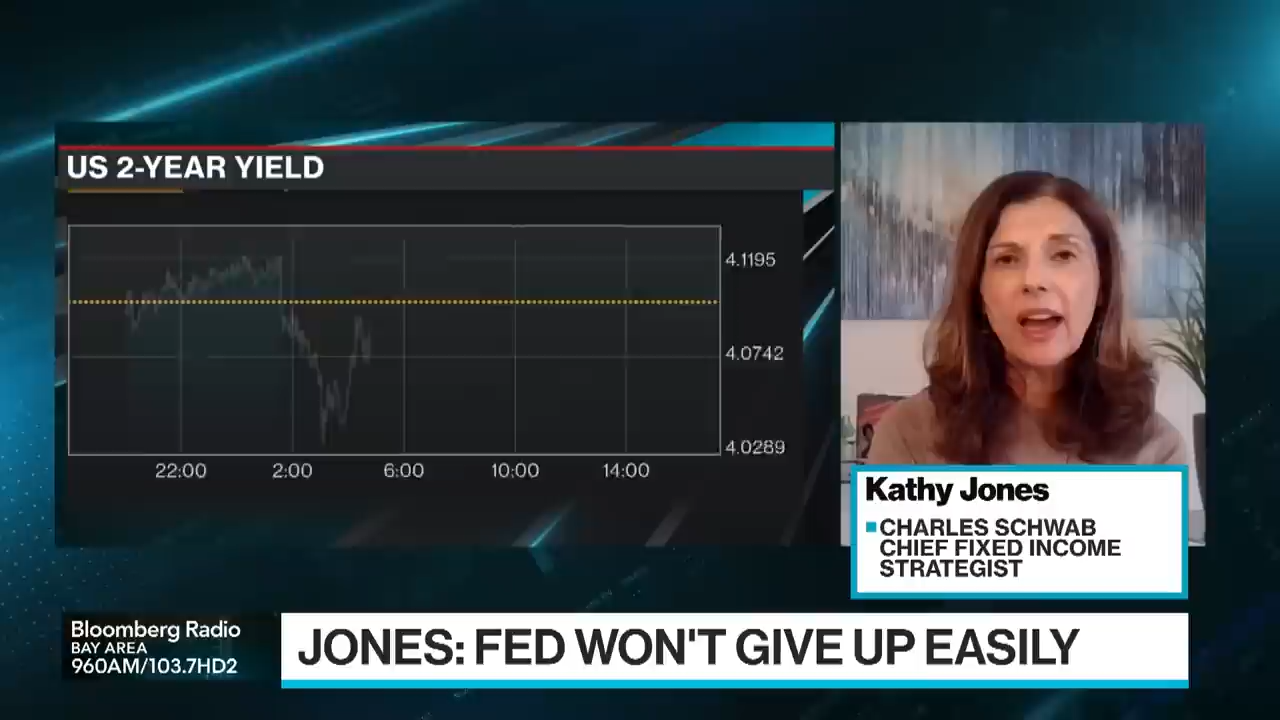 US 2-YEAR YIELD
4.1195
4.0742
4.0289
22:00 2:00 6:00 10:00 14:00
Kathy Jones
CHARLES SCHWAB
CHIEF FIXED INCOME
STRATEGIST
Bloomberg Radio
BAY AREA
960AM/103.7HD2
JONES: FED WON'T GIVE UP EASILY